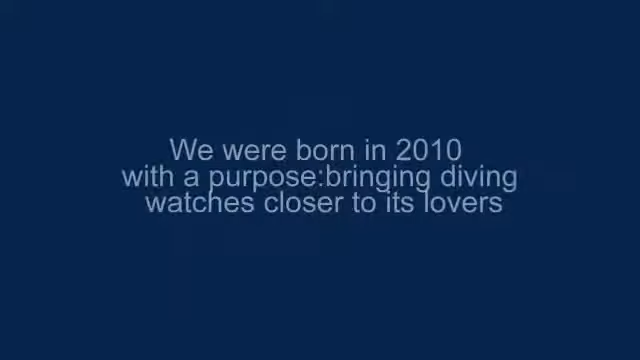 We were born in 2010
with a purpose:bringing diving
watches closer to its lovers